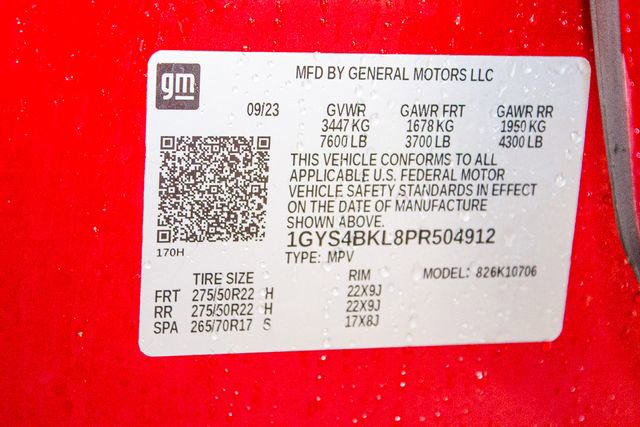 gm
MFD BY GENERAL MOTORS LLC
09/23 GVWR GAWR FRT GAWR RR
3447 KG 1678 KG 1950 KG
7600 LB 3700 LB 4300 LB
THIS VEHICLE CONFORMS TO ALL
APPLICABLE U.S. FEDERAL MOTOR
VEHICLE SAFETY STANDARDS IN EFFECT
ON THE DATE OF MANUFACTURE
SHOWN ABOVE.
1GYS4BKL8PR504912
170H
TYPE: MPV
TIRE SIZE RIM MODEL: 826K10706
FRT 275/50R22 H 22X9J
RR 275/50R22 H 22X9J
SPA 265/70R17 S 17X8J